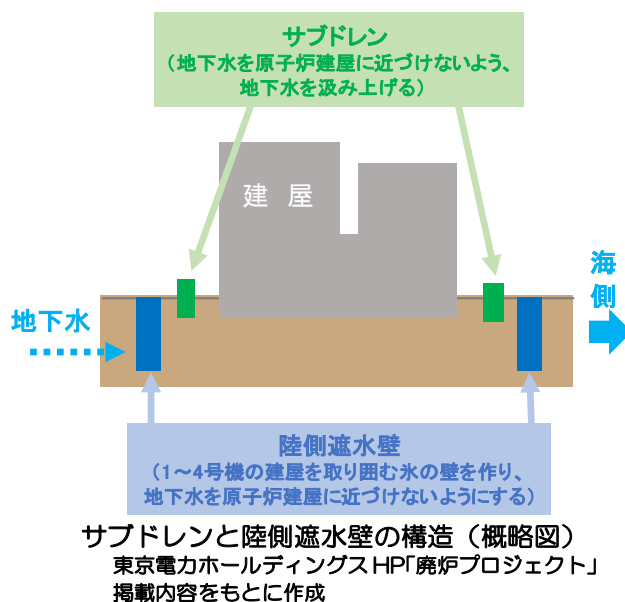 サブドレン
（地下水を原子炉建屋に近づけないよう、
地下水を汲み上げる）
建 屋
海
側
地下水
陸側遮水壁
（1～4号機の建屋を取り囲む氷の壁を作り、
地下水を原子炉建屋に近づけないようにする）
サブドレンと陸側遮水壁の構造（概略図）
東京電力ホールディングスHP「廃炉プロジェクト」
掲載内容をもとに作成